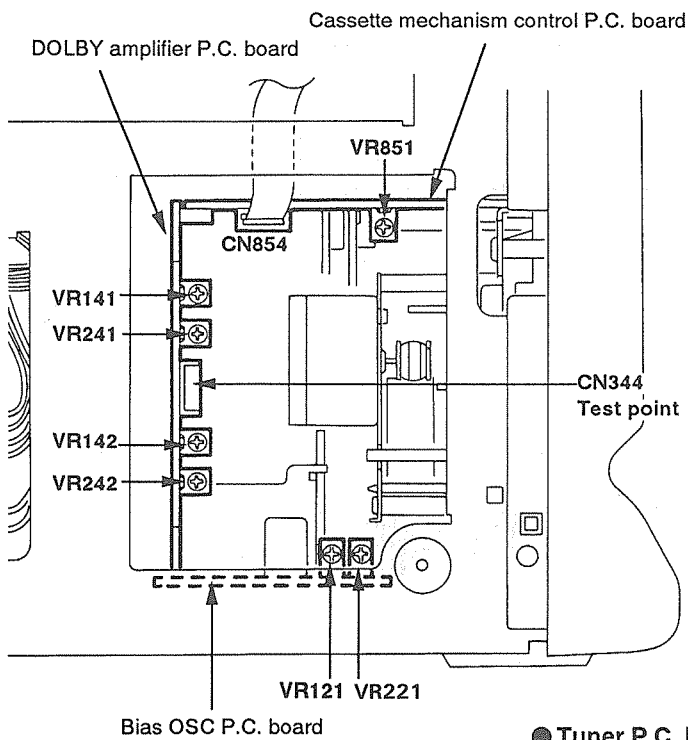 Cassette mechanism control P.C. board
DOLBY amplifier P.C. board
VR851
CN854
VR141
VR241
CN344
Test point
VR142
VR242
VR121 VR221
Bias OSC P.C. board
Tuner P.C.